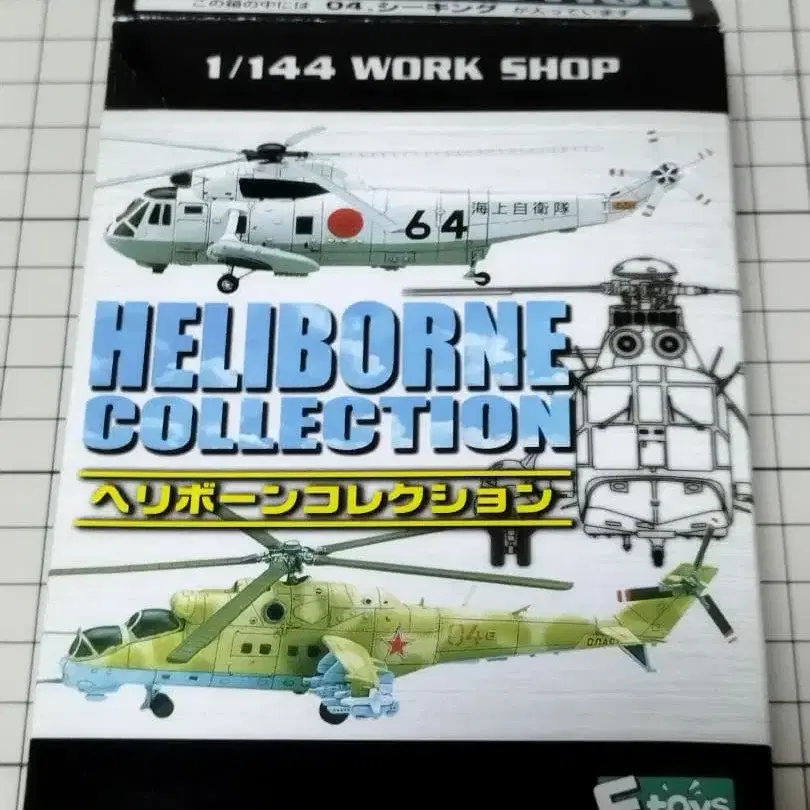 この箱の中には 04.シーキング が入っています
1/144 WORK SHOP
64 海上自衛隊
HELIBORNE
COLLECTION
ヘリボーンコレクション
04
F-toys